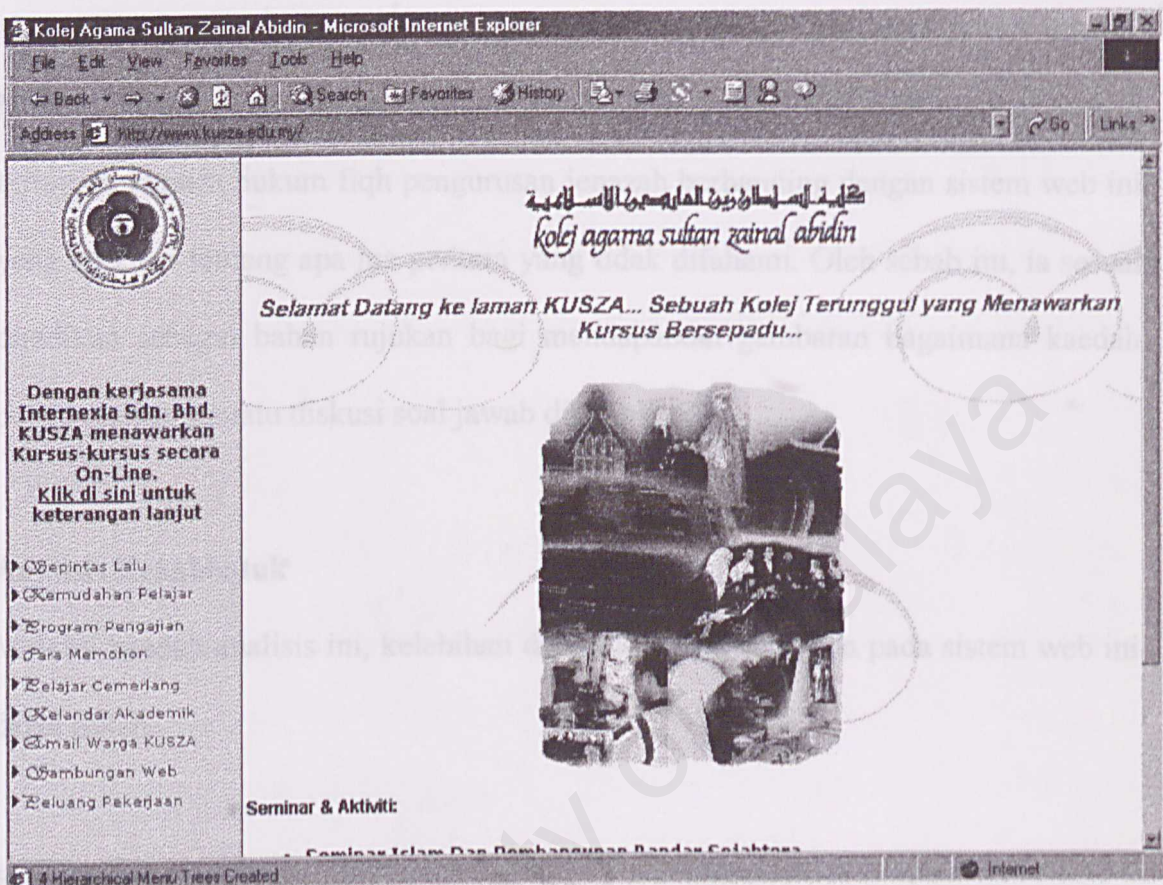 Kolej Agama Sultan Zainal Abidin - Microsoft Internet Explorer
File Edit View Favorites Tools Help
Back Search Favorites History
Address http://www.kusza.edu.my/ Go Links »
kolej agama sultan zainal abidin
Selamat Datang ke laman KUSZA... Sebuah Kolej Terunggul yang Menawarkan
Kursus Bersepadu...
Dengan kerjasama
Internexia Sdn. Bhd.
KUSZA menawarkan
Kursus-kursus secara
On-Line.
Klik di sini untuk
keterangan lanjut
Sepintas Lalu
Kemudahan Pelajar
Program Pengajian
Cara Memohon
Pelajar Cemerlang
Kalendar Akademik
Email Warga KUSZA
Sambungan Web
Peluang Pekerjaan
Seminar & Aktiviti:
Seminar Islam Dan Pembangunan Bandar Sejahtera
4 Hierarchical Menu Trees Created Internet